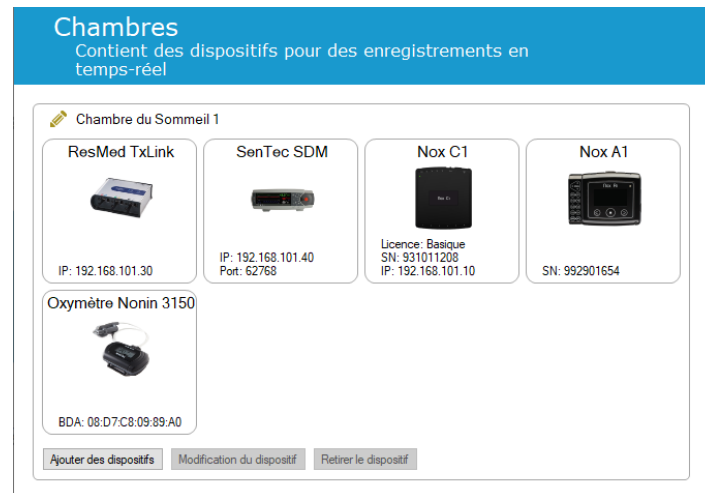 Chambres
Contient des dispositifs pour des enregistrements en
temps-réel
Chambre du Sommeil 1
ResMed TxLink
IP: 192.168.101.30
SenTec SDM
IP: 192.168.101.40
Port: 62768
Nox C1
Nox C1
Licence: Basique
SN: 931011208
IP: 192.168.101.10
Nox A1
SN: 992901654
Oxymètre Nonin 3150
BDA: 08:D7:C8:09:89:A0
Ajouter des dispositifs
Modification du dispositif
Retirer le dispositif